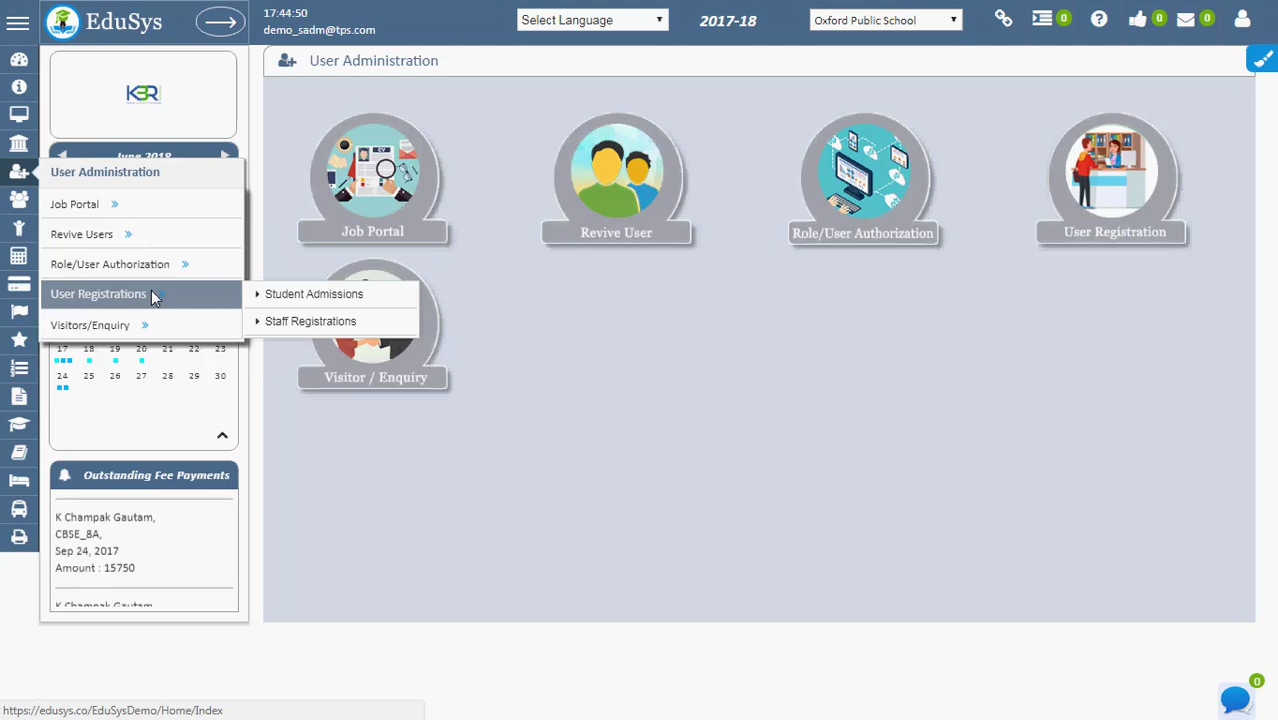 EduSys
17:44:50
demo_sadm@tps.com
Select Language
2017-18
Oxford Public School
0
0
0
User Administration
KBR
June 2018
User Administration
Job Portal
Revive Users
Role/User Authorization
User Registrations
Visitors/Enquiry
Student Admissions
Staff Registrations
Job Portal
Revive User
Role/User Authorization
User Registration
Visitor / Enquiry
CV
17 18 19 20 21 22 23
24 25 26 27 28 29 30
Outstanding Fee Payments
K Champak Gautam,
CBSE_8A,
Sep 24, 2017
Amount : 15750
K Champak Gautam,
0
https://edusys.co/EduSysDemo/Home/Index